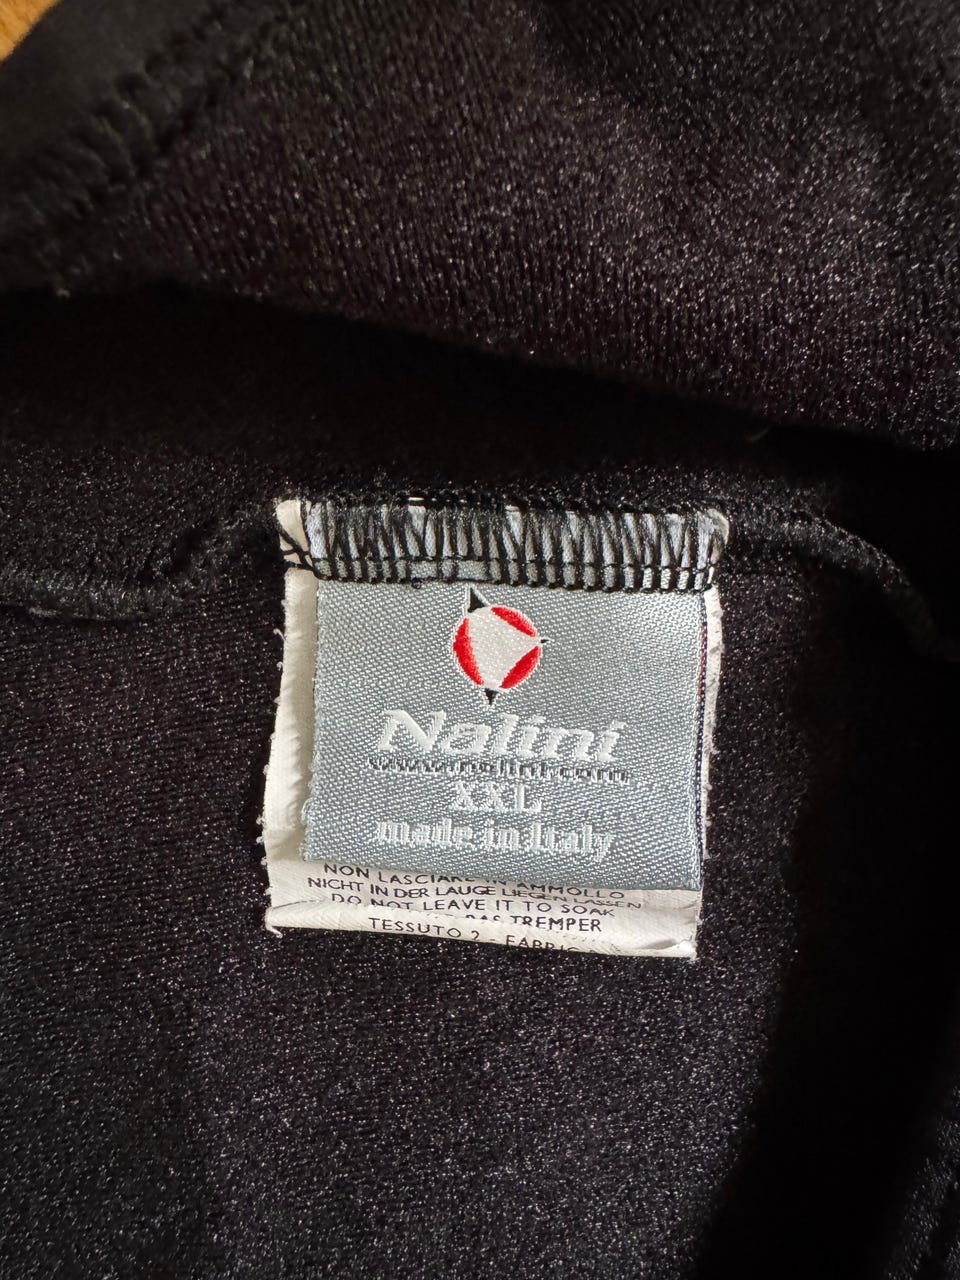 Nalini
www.nalini.com
XXL
made in Italy
NON LASCIARE IN AMMOLLO
NICHT IN DER LAUGE LIEGEN LASSEN
DO NOT LEAVE IT TO SOAK
PAS TREMPER
TESSUTO 2 - FABRIC